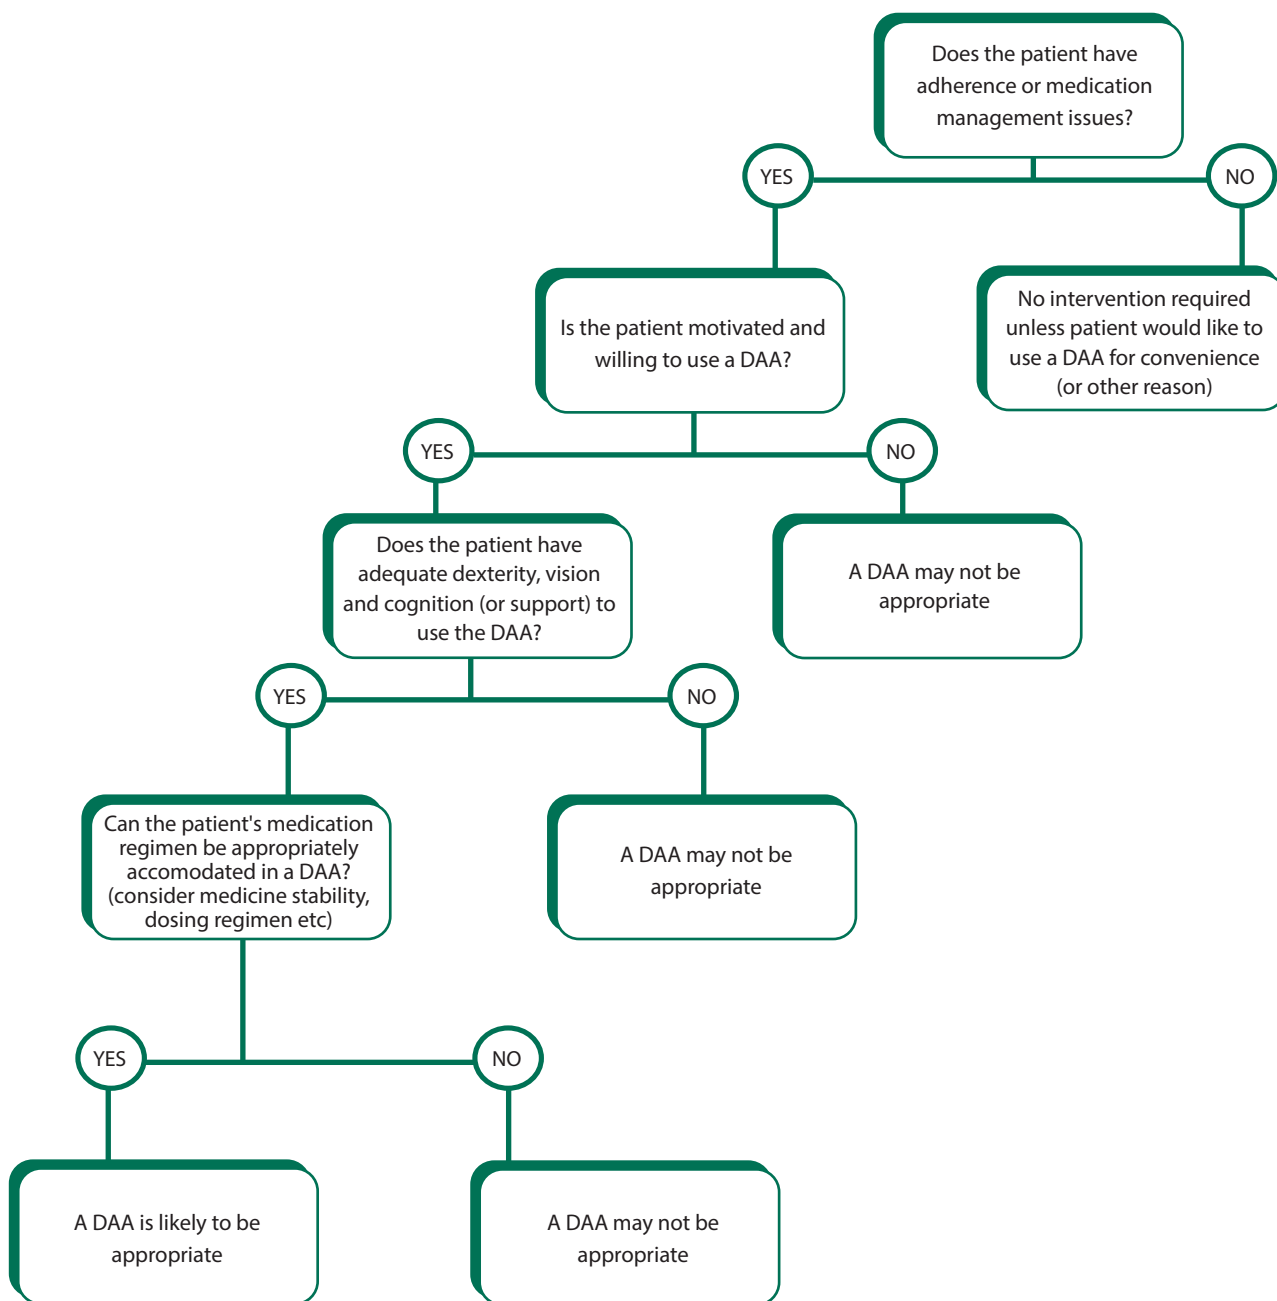 Does the patient have
adherence or medication
management issues?
YES
NO
Is the patient motivated and
willing to use a DAA?
No intervention required
unless patient would like to
use a DAA for convenience
(or other reason)
YES
NO
Does the patient have
adequate dexterity, vision
and cognition (or support) to
use the DAA?
A DAA may not be
appropriate
YES
NO
Can the patient's medication
regimen be appropriately
accomodated in a DAA?
(consider medicine stability,
dosing regimen etc)
A DAA may not be
appropriate
YES
NO
A DAA is likely to be
appropriate
A DAA may not be
appropriate